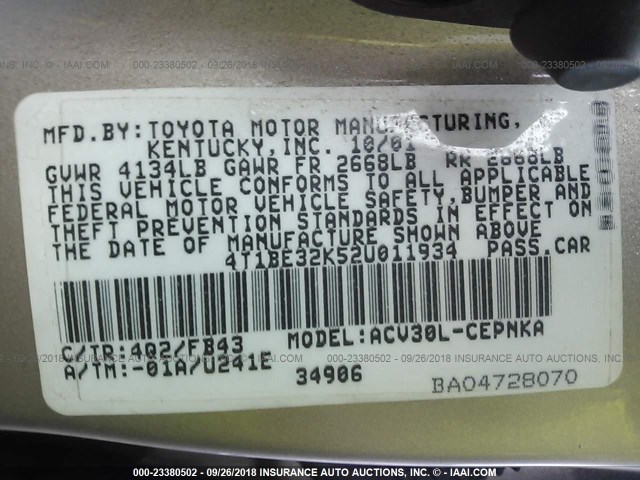 MFD.BY:TOYOTA MOTOR MANUFACTURING,
KENTUCKY,INC. 10/01
GVWR 4134LB GAWR FR 2668LB RR 2668LB
THIS VEHICLE CONFORMS TO ALL APPLICABLE
FEDERAL MOTOR VEHICLE SAFETY,BUMPER AND
THEFT PREVENTION STANDARDS IN EFFECT ON
THE DATE OF MANUFACTURE SHOWN ABOVE
4T1BE32K52U011934 PASS.CAR
C/TR:4Q2/FB43 MODEL:ACV30L-CEPNKA
A/TM:-01A/U241E 34906
BA04728070
000-23380502 - 09/26/2018 - © COPYRIGHT IAA, INC. - IAAI.COM